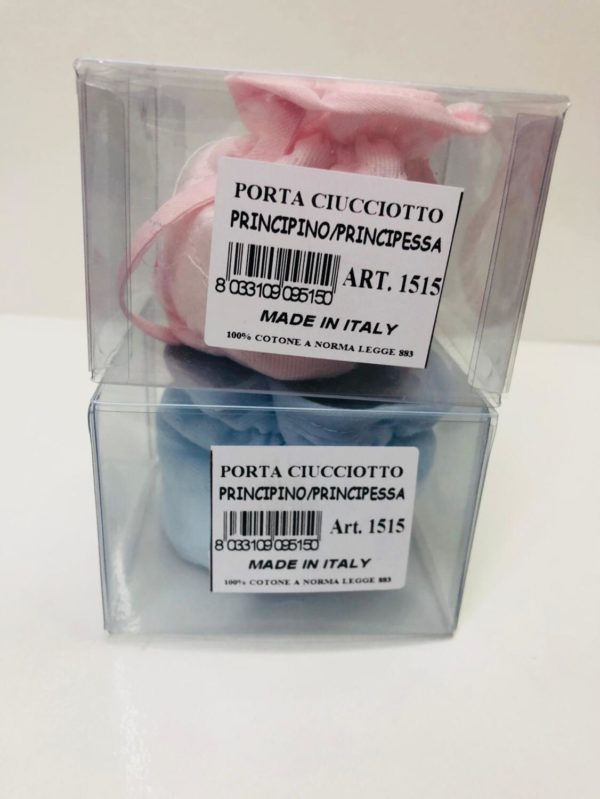 PORTA CIUCCIOTTO
PRINCIPINO/PRINCIPESSA
8 033109 095150 ART. 1515
MADE IN ITALY
100% COTONE A NORMA LEGGE 883
PORTA CIUCCIOTTO
PRINCIPINO/PRINCIPESSA
8 033109 095150 Art. 1515
MADE IN ITALY
100% COTONE A NORMA LEGGE 883